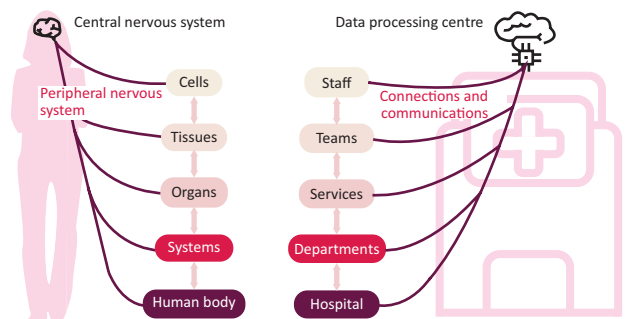 Central nervous system
Data processing centre
Cells
Peripheral nervous
system
Tissues
Organs
Systems
Human body
Staff
Connections and
communications
Teams
Services
Departments
Hospital